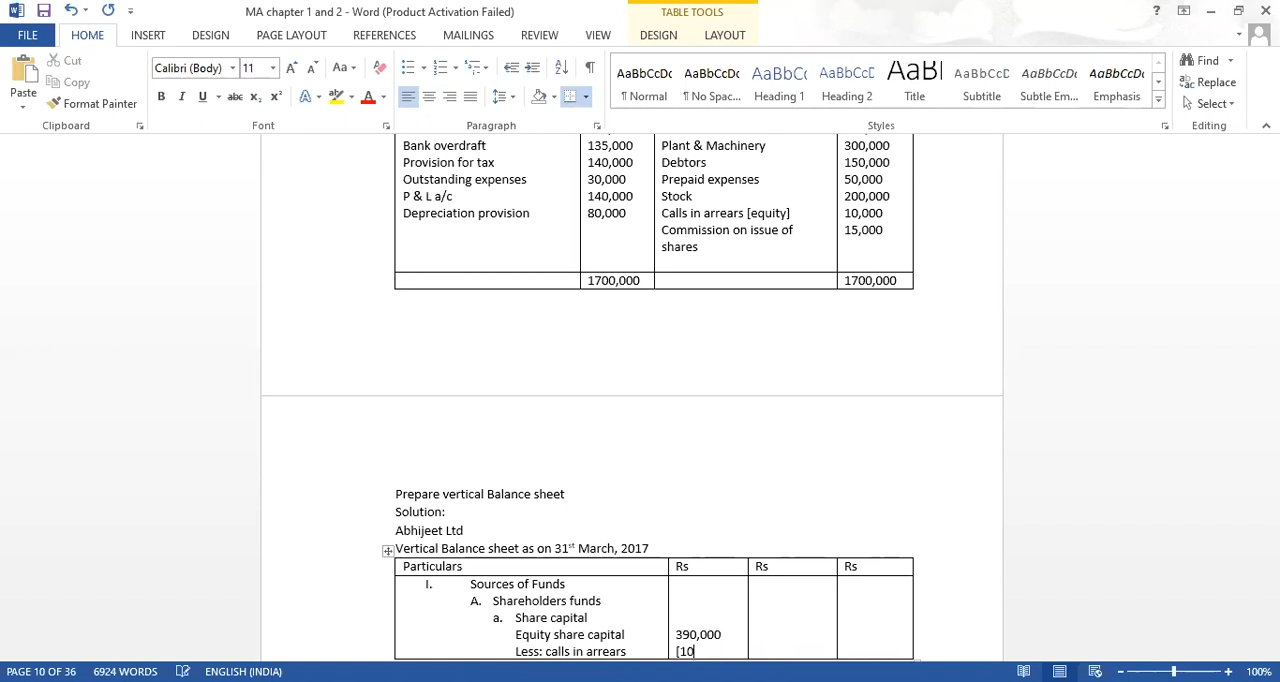 MA chapter 1 and 2 - Word (Product Activation Failed)
TABLE TOOLS
FILE HOME INSERT DESIGN PAGE LAYOUT REFERENCES MAILINGS REVIEW VIEW DESIGN LAYOUT
Paste
Cut
Copy
Format Painter
Clipboard
Calibri (Body) 11
Font
Paragraph
AaBbCcDc AaBbCcDc AaBbCc AaBbCcD AaBl AaBbCcD AaBbCcDc AaBbCcDc
¶ Normal ¶ No Spac... Heading 1 Heading 2 Title Subtitle Subtle Em... Emphasis
Styles
Find
Replace
Select
Editing
Bank overdraft 135,000 Plant & Machinery 300,000
Provision for tax 140,000 Debtors 150,000
Outstanding expenses 30,000 Prepaid expenses 50,000
P & L a/c 140,000 Stock 200,000
Depreciation provision 80,000 Calls in arrears [equity] 10,000
Commission on issue of 15,000
shares
1700,000 1700,000
Prepare vertical Balance sheet
Solution:
Abhijeet Ltd
Vertical Balance sheet as on 31st March, 2017
Particulars Rs Rs Rs
I. Sources of Funds
A. Shareholders funds
a. Share capital
Equity share capital 390,000
Less: calls in arrears [10
PAGE 10 OF 36 6924 WORDS ENGLISH (INDIA) 100%